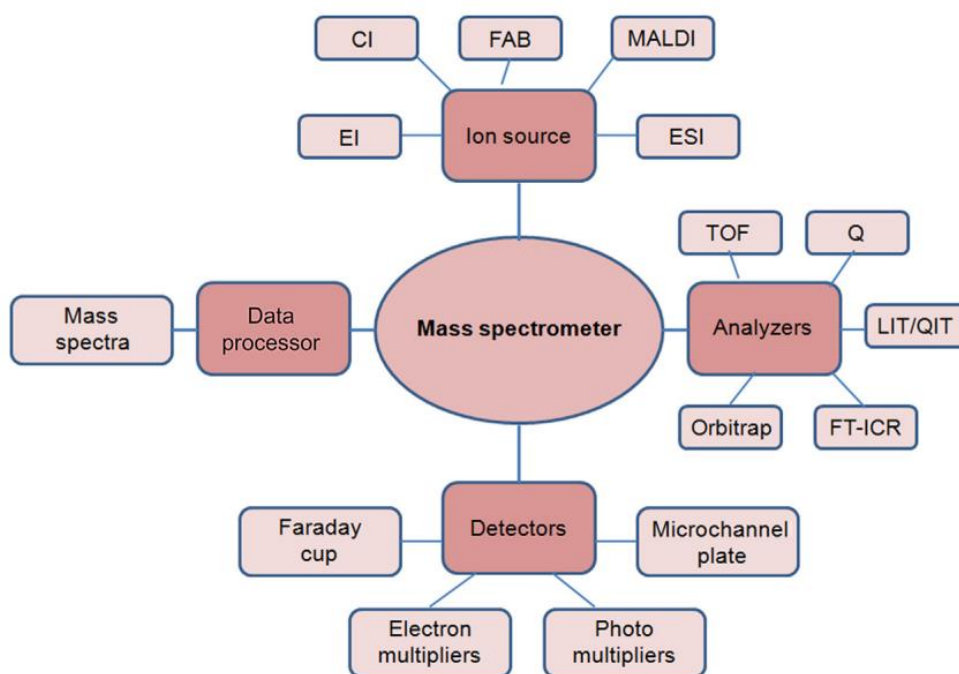 CI
FAB
MALDI
EI
Ion source
ESI
TOF
Q
Mass
spectra
Data
processor
Mass spectrometer
Analyzers
LIT/QIT
Orbitrap
FT-ICR
Faraday
cup
Detectors
Microchannel
plate
Electron
multipliers
Photo
multipliers